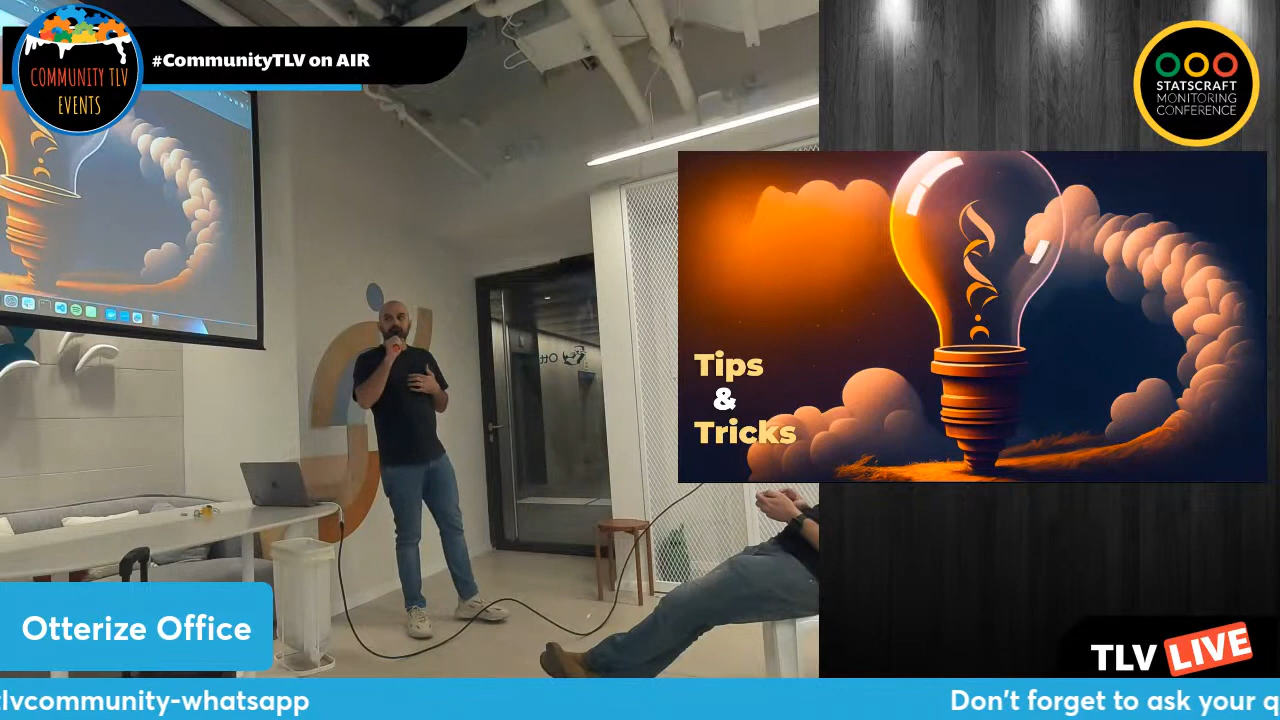 COMMUNITY TLV
EVENTS
#CommunityTLV on AIR
STATSCRAFT
MONITORING
CONFERENCE
Tips
&
Tricks
Otterize Office
TLV LIVE
tlvcommunity-whatsapp
Don't forget to ask your q